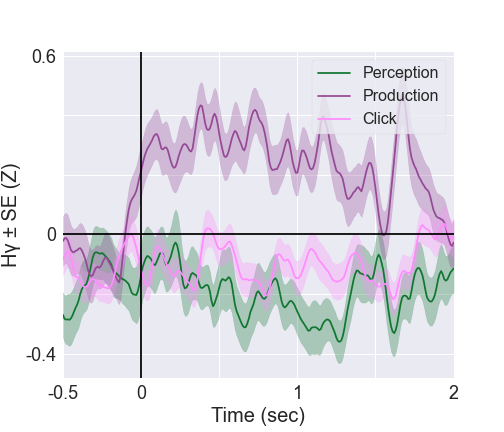 0.6
Perception
Production
Click
Hγ ± SE (Z)
0
-0.4
-0.5
0
1
2
Time (sec)